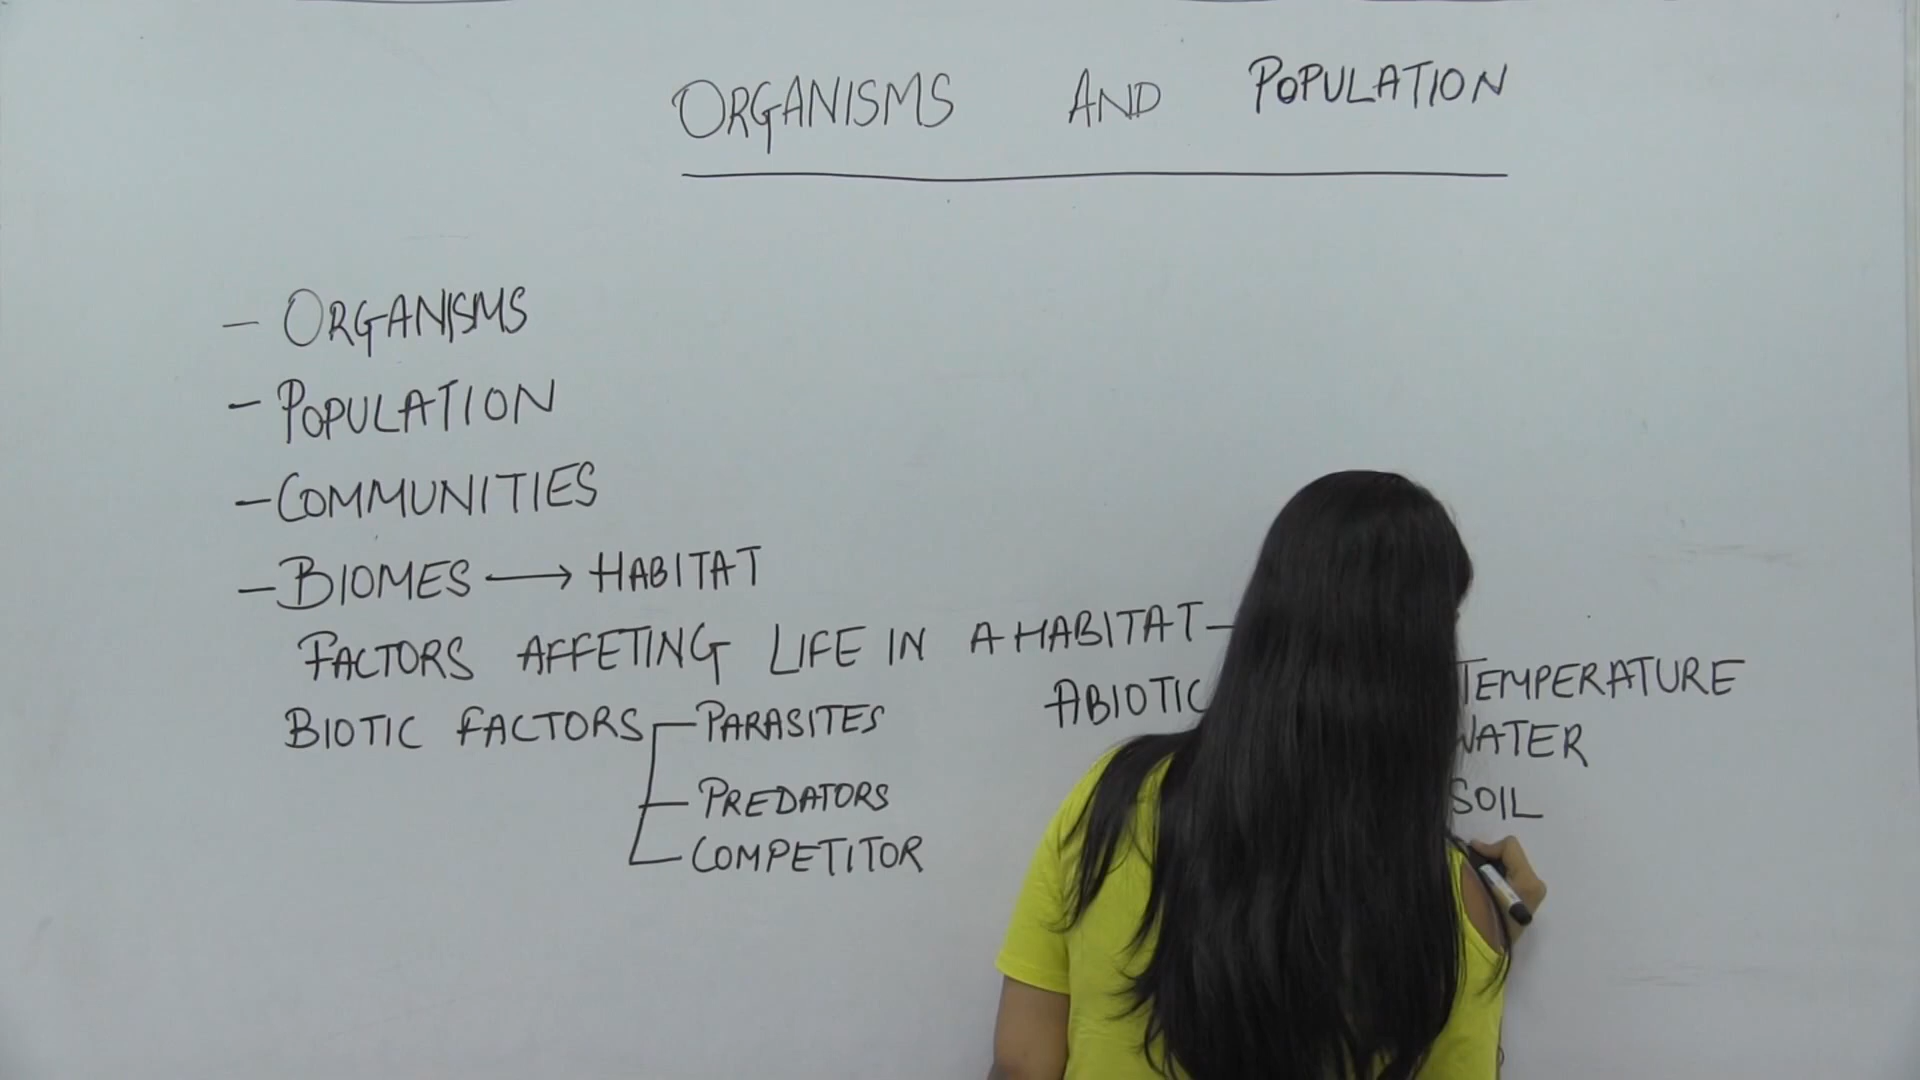 ORGANISMS AND POPULATION
- ORGANISMS
- POPULATION
- COMMUNITIES
- BIOMES → HABITAT
FACTORS AFFETING LIFE IN A HABITAT -
BIOTIC FACTORS - PARASITES
- PREDATORS
- COMPETITOR
ABIOTIC
TEMPERATURE
WATER
SOIL